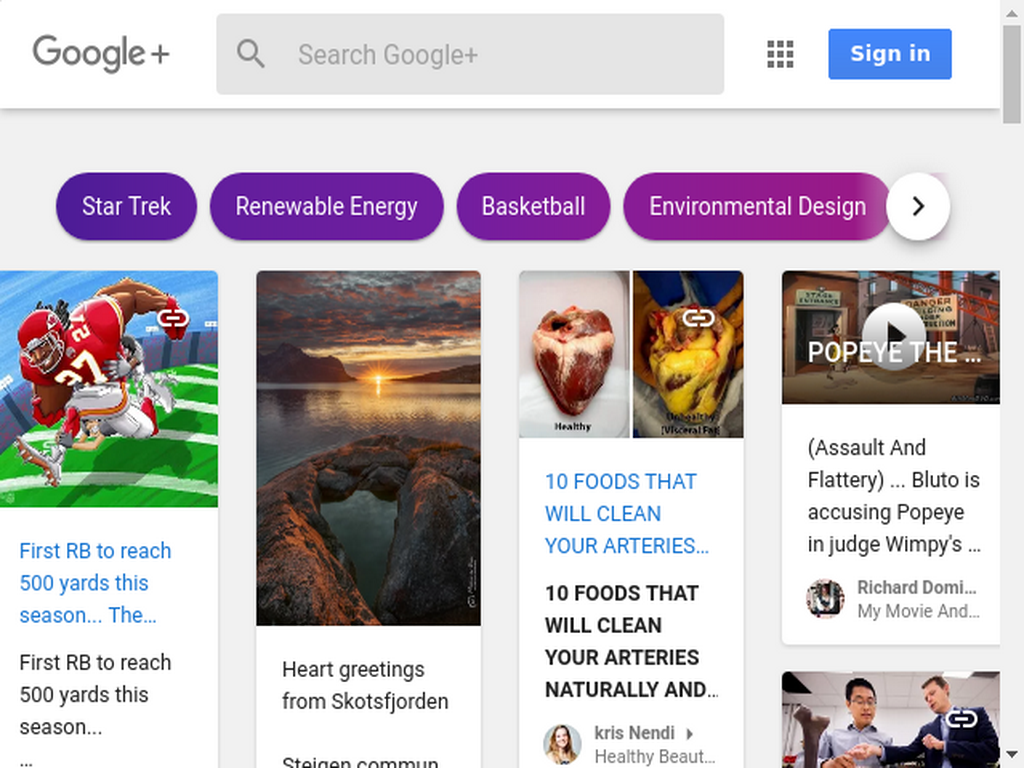 Google+
Search Google+
Sign in
Star Trek
Renewable Energy
Basketball
Environmental Design
27
First RB to reach
500 yards this
season... The...
First RB to reach
500 yards this
season...
...
Heart greetings
from Skotsfjorden
Steigen commun
Healthy
Unhealthy
(Visceral Fat)
10 FOODS THAT
WILL CLEAN
YOUR ARTERIES...
10 FOODS THAT
WILL CLEAN
YOUR ARTERIES
NATURALLY AND...
kris Nendi
Healthy Beaut...
STAGE
ENTRANCE
DANGER
POPEYE THE ...
(Assault And
Flattery) ... Bluto is
accusing Popeye
in judge Wimpy's ...
Richard Domi...
My Movie And...